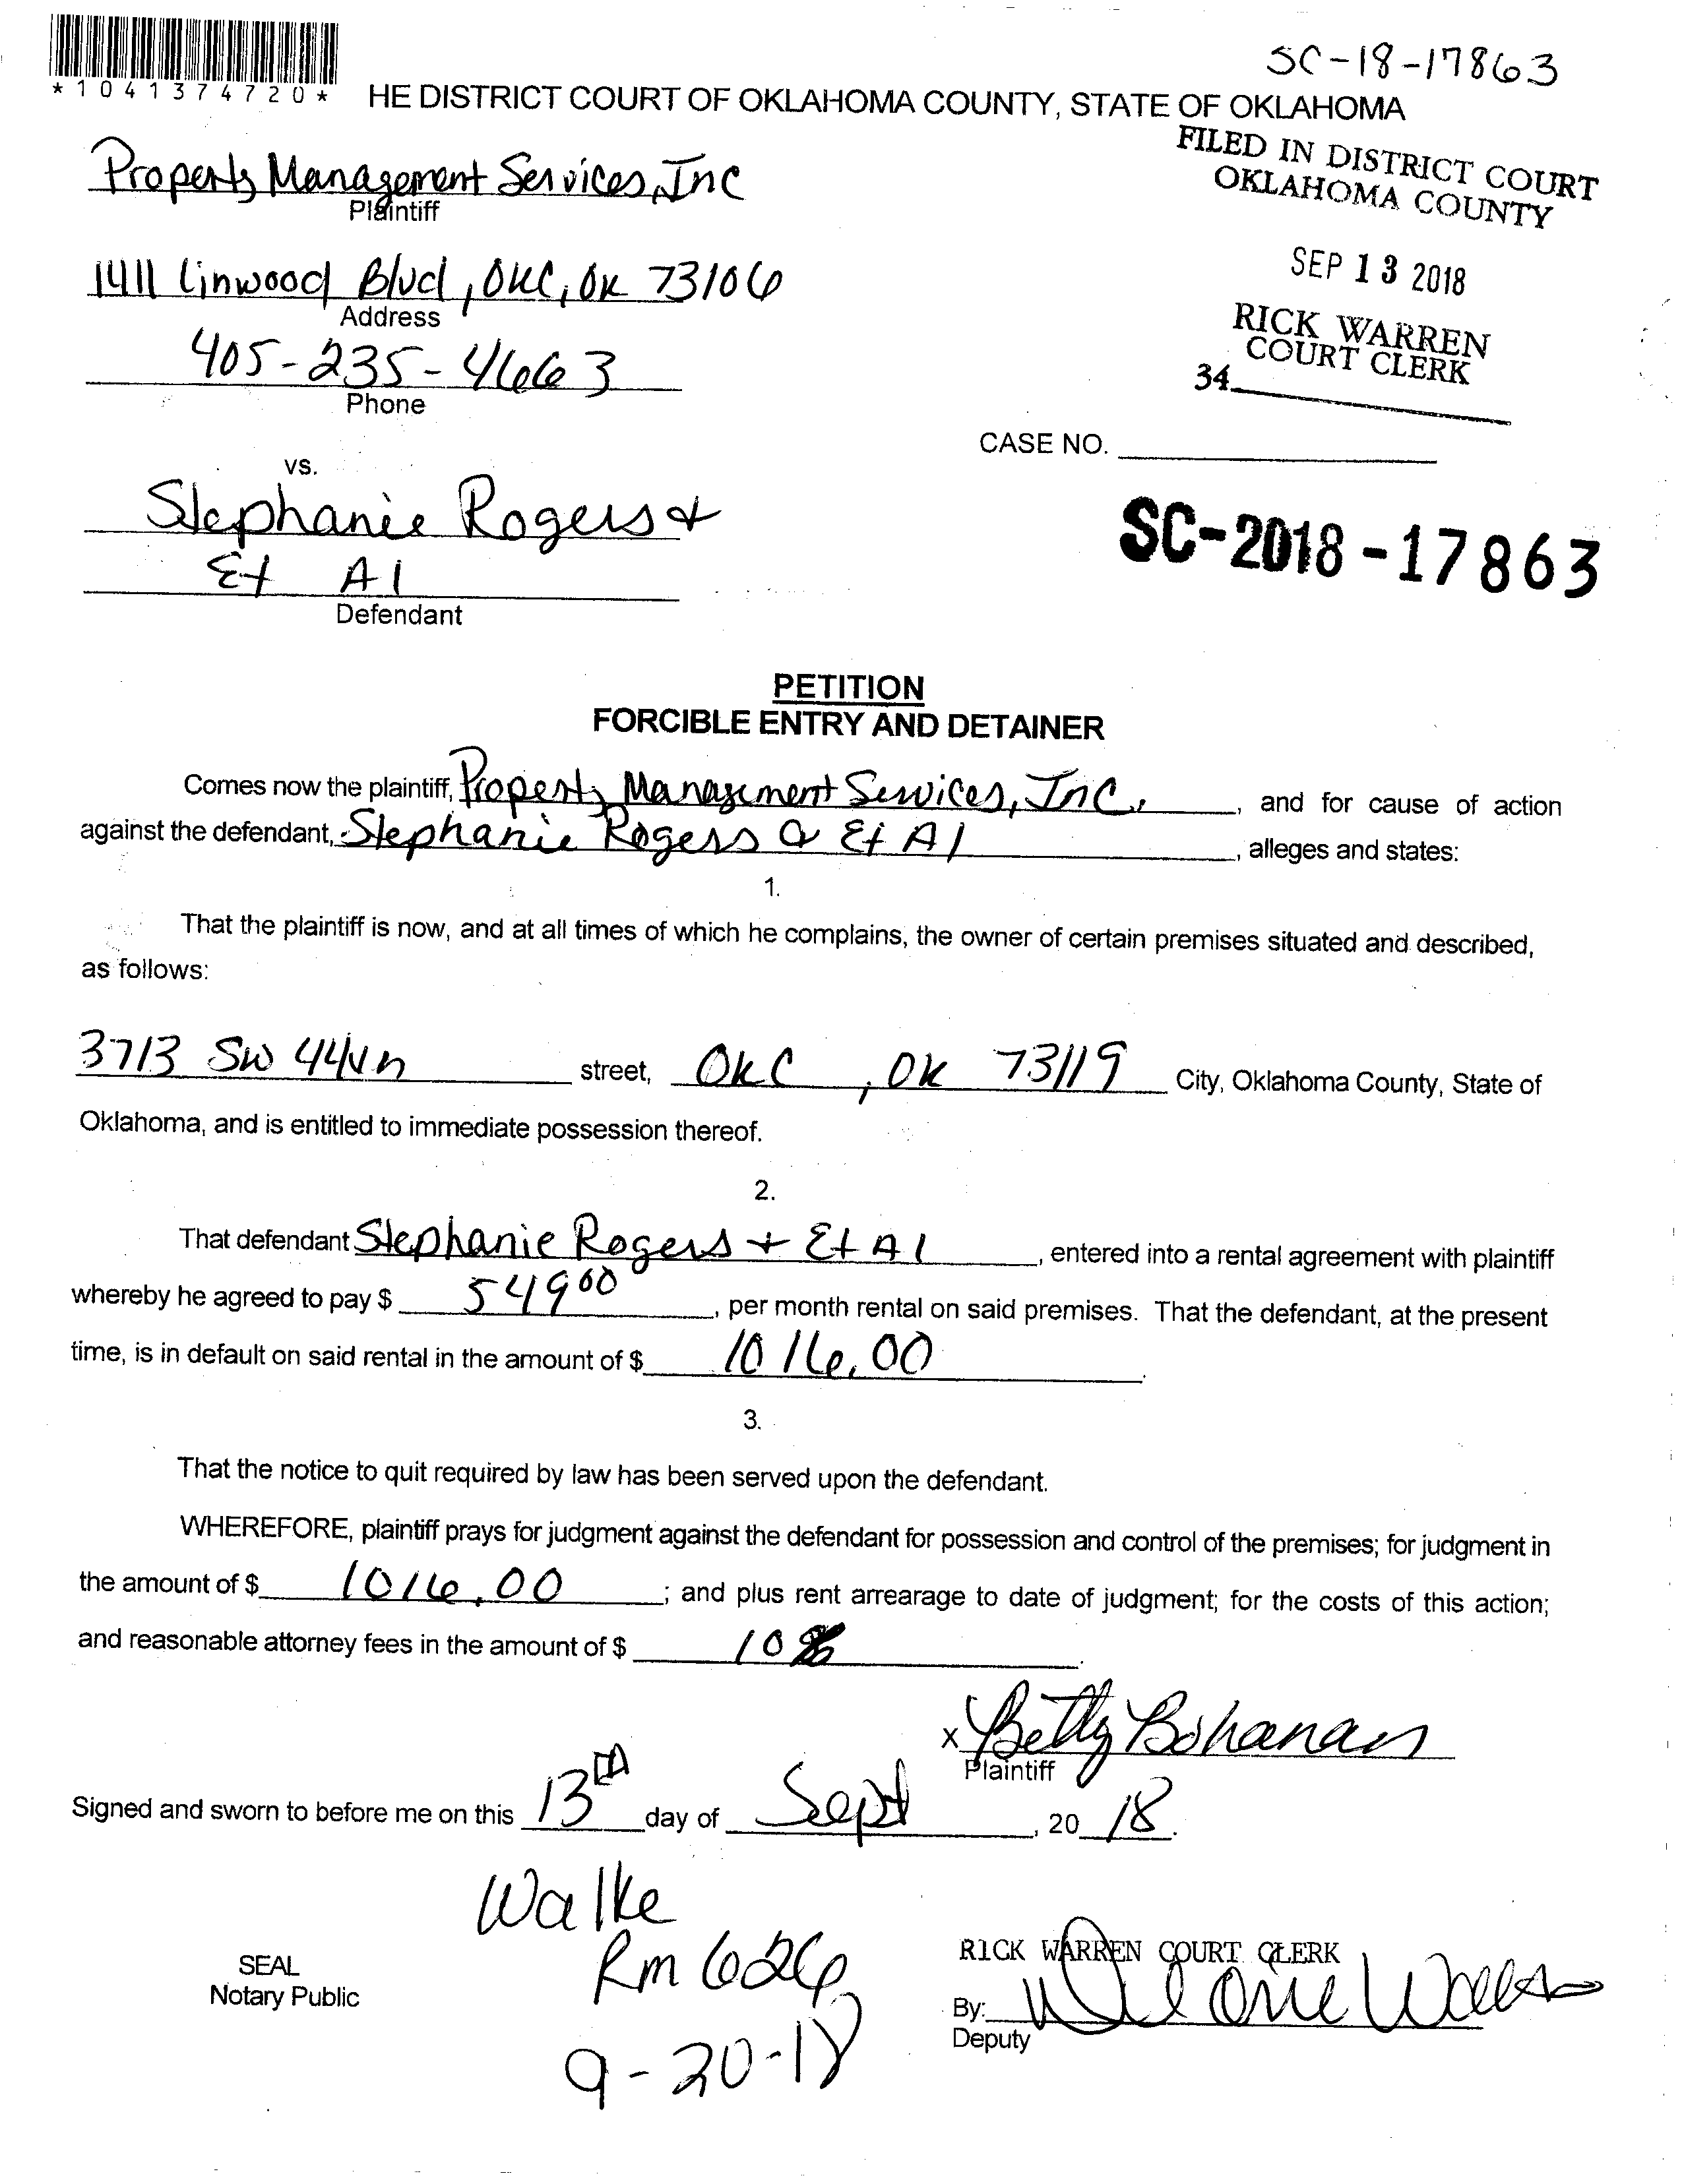 SC-18-17863
*1041374720*
HE DISTRICT COURT OF OKLAHOMA COUNTY, STATE OF OKLAHOMA
FILED IN DISTRICT COURT
OKLAHOMA COUNTY
Property Management Services, Inc
Plaintiff
SEP 13 2018
1411 Linwood Blvd, OKC, OK 73106
Address
RICK WARREN
COURT CLERK
405-235-4663
34
Phone
CASE NO.
vs.
Stephanie Rogers &
Et Al
Defendant
SC-2018-17863
PETITION
FORCIBLE ENTRY AND DETAINER
Comes now the plaintiff, Property Management Services, Inc., and for cause of action
against the defendant, Stephanie Rogers & Et Al, alleges and states:
1.
That the plaintiff is now, and at all times of which he complains, the owner of certain premises situated and described,
as follows:
3713 SW 44 street, OKC, OK 73119 City, Oklahoma County, State of
Oklahoma, and is entitled to immediate possession thereof.
2.
That defendant Stephanie Rogers + Et Al, entered into a rental agreement with plaintiff
whereby he agreed to pay $ 549 00, per month rental on said premises. That the defendant, at the present
time, is in default on said rental in the amount of $ 1016.00.
3.
That the notice to quit required by law has been served upon the defendant.
WHEREFORE, plaintiff prays for judgment against the defendant for possession and control of the premises; for judgment in
the amount of $ 1016.00; and plus rent arrearage to date of judgment; for the costs of this action;
and reasonable attorney fees in the amount of $ 10%.
x Betty Bohanan
Plaintiff
Signed and sworn to before me on this 13th day of Sept, 20 18.
Walke
Rm 626
9-20-18
SEAL
Notary Public
RICK WARREN COURT CLERK
By:
Deputy